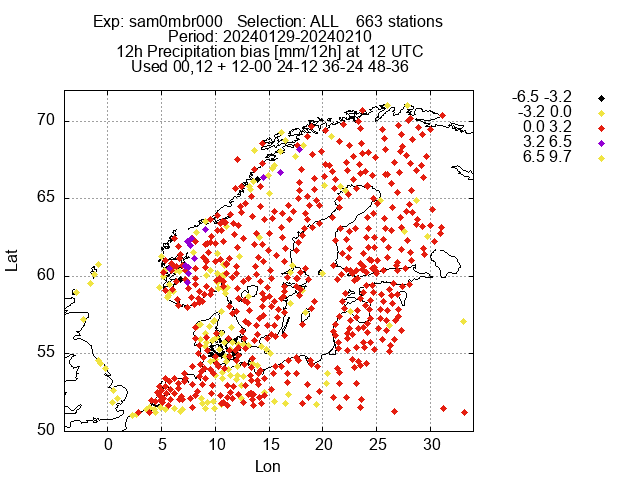 Exp: sam0mbr000 Selection: ALL 663 stations
Period: 20240129-20240210
12h Precipitation bias [mm/12h] at 12 UTC
Used 00,12 + 12-00 24-12 36-24 48-36
-6.5 -3.2
-3.2 0.0
0.0 3.2
3.2 6.5
6.5 9.7
70
65
60
55
50
Lat
0 5 10 15 20 25 30
Lon